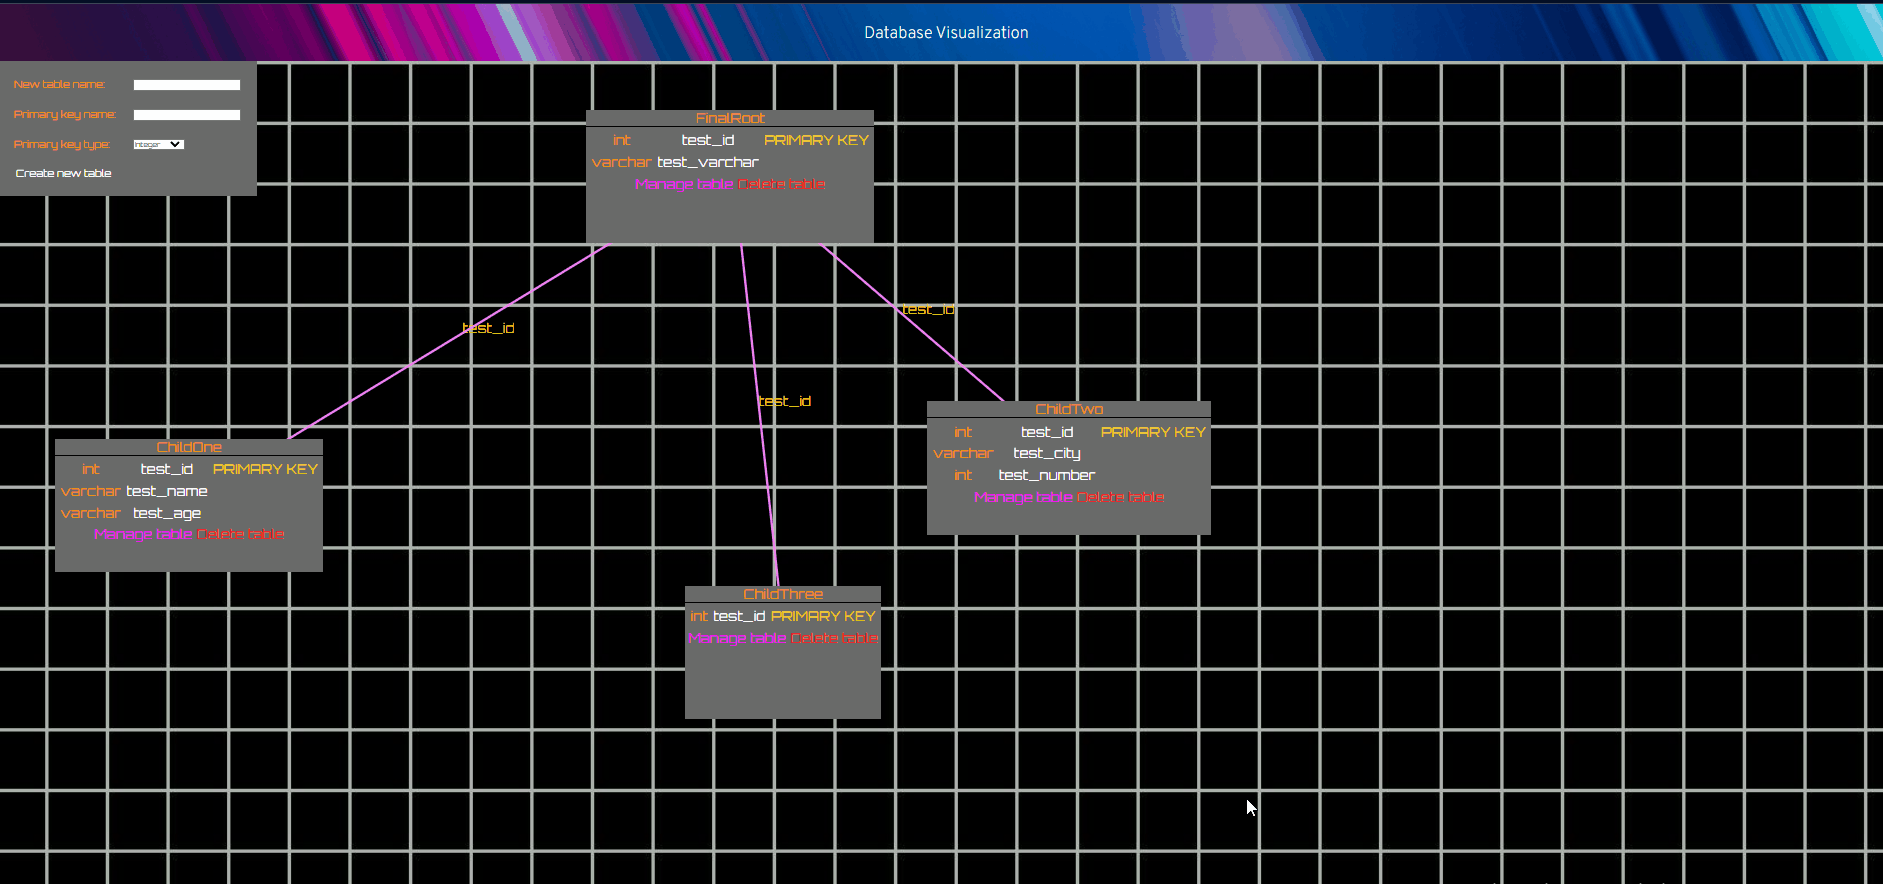 Database Visualization
New table name:
Primary key name:
Primary key type: Integer
Create new table
FinalRoot
int test_id PRIMARY KEY
varchar test_varchar
Manage table Delete table
test_id
test_id
test_id
ChildOne
int test_id PRIMARY KEY
varchar test_name
varchar test_age
Manage table Delete table
ChildTwo
int test_id PRIMARY KEY
varchar test_city
int test_number
Manage table Delete table
ChildThree
int test_id PRIMARY KEY
Manage table Delete table